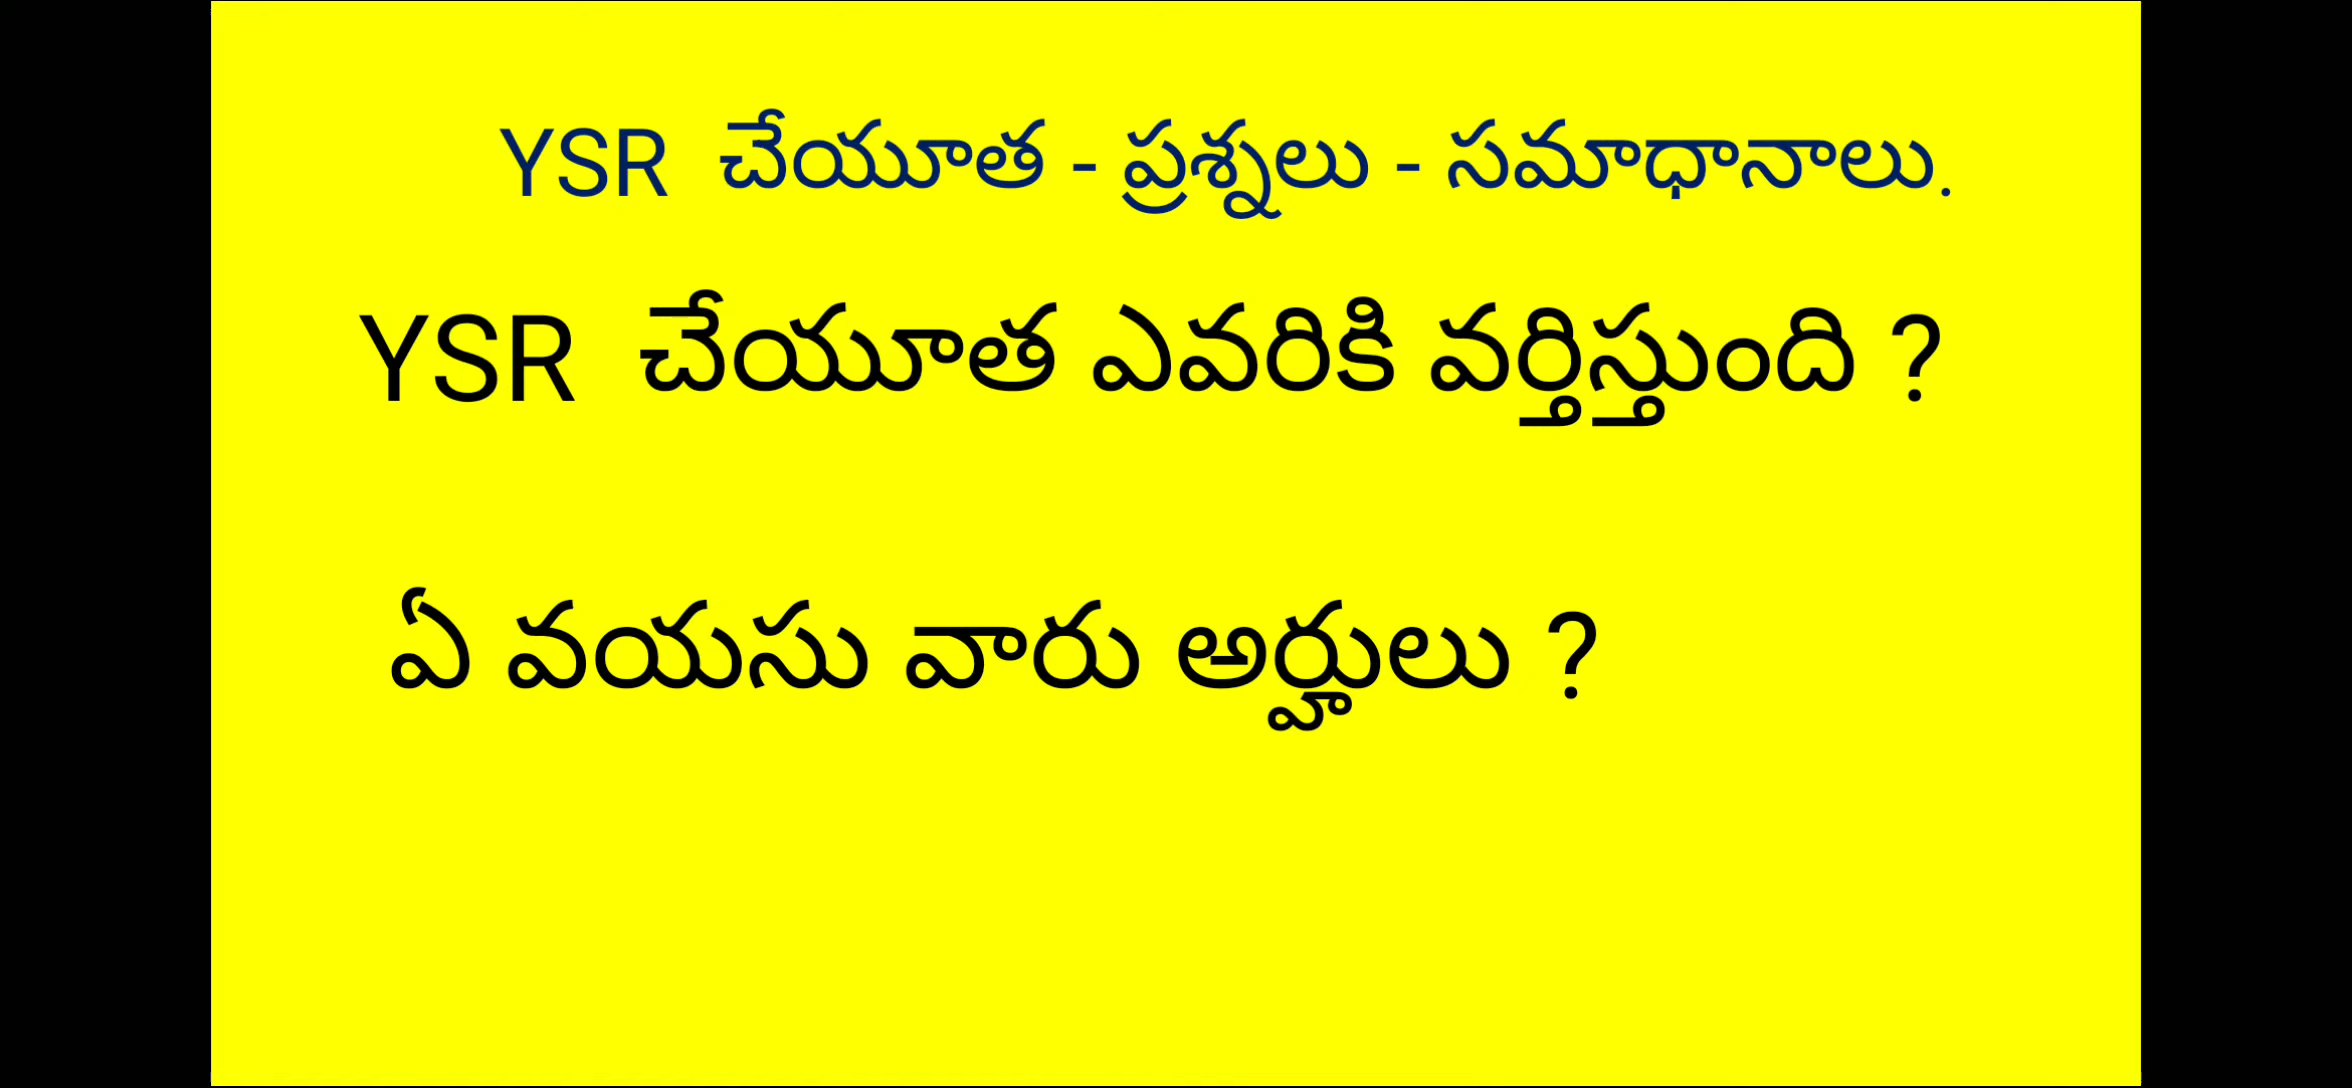 YSR చేయూత - ప్రశ్నలు - సమాధానాలు.
YSR చేయూత ఎవరికి వర్తిస్తుంది ?
ఏ వయసు వారు అర్హులు ?